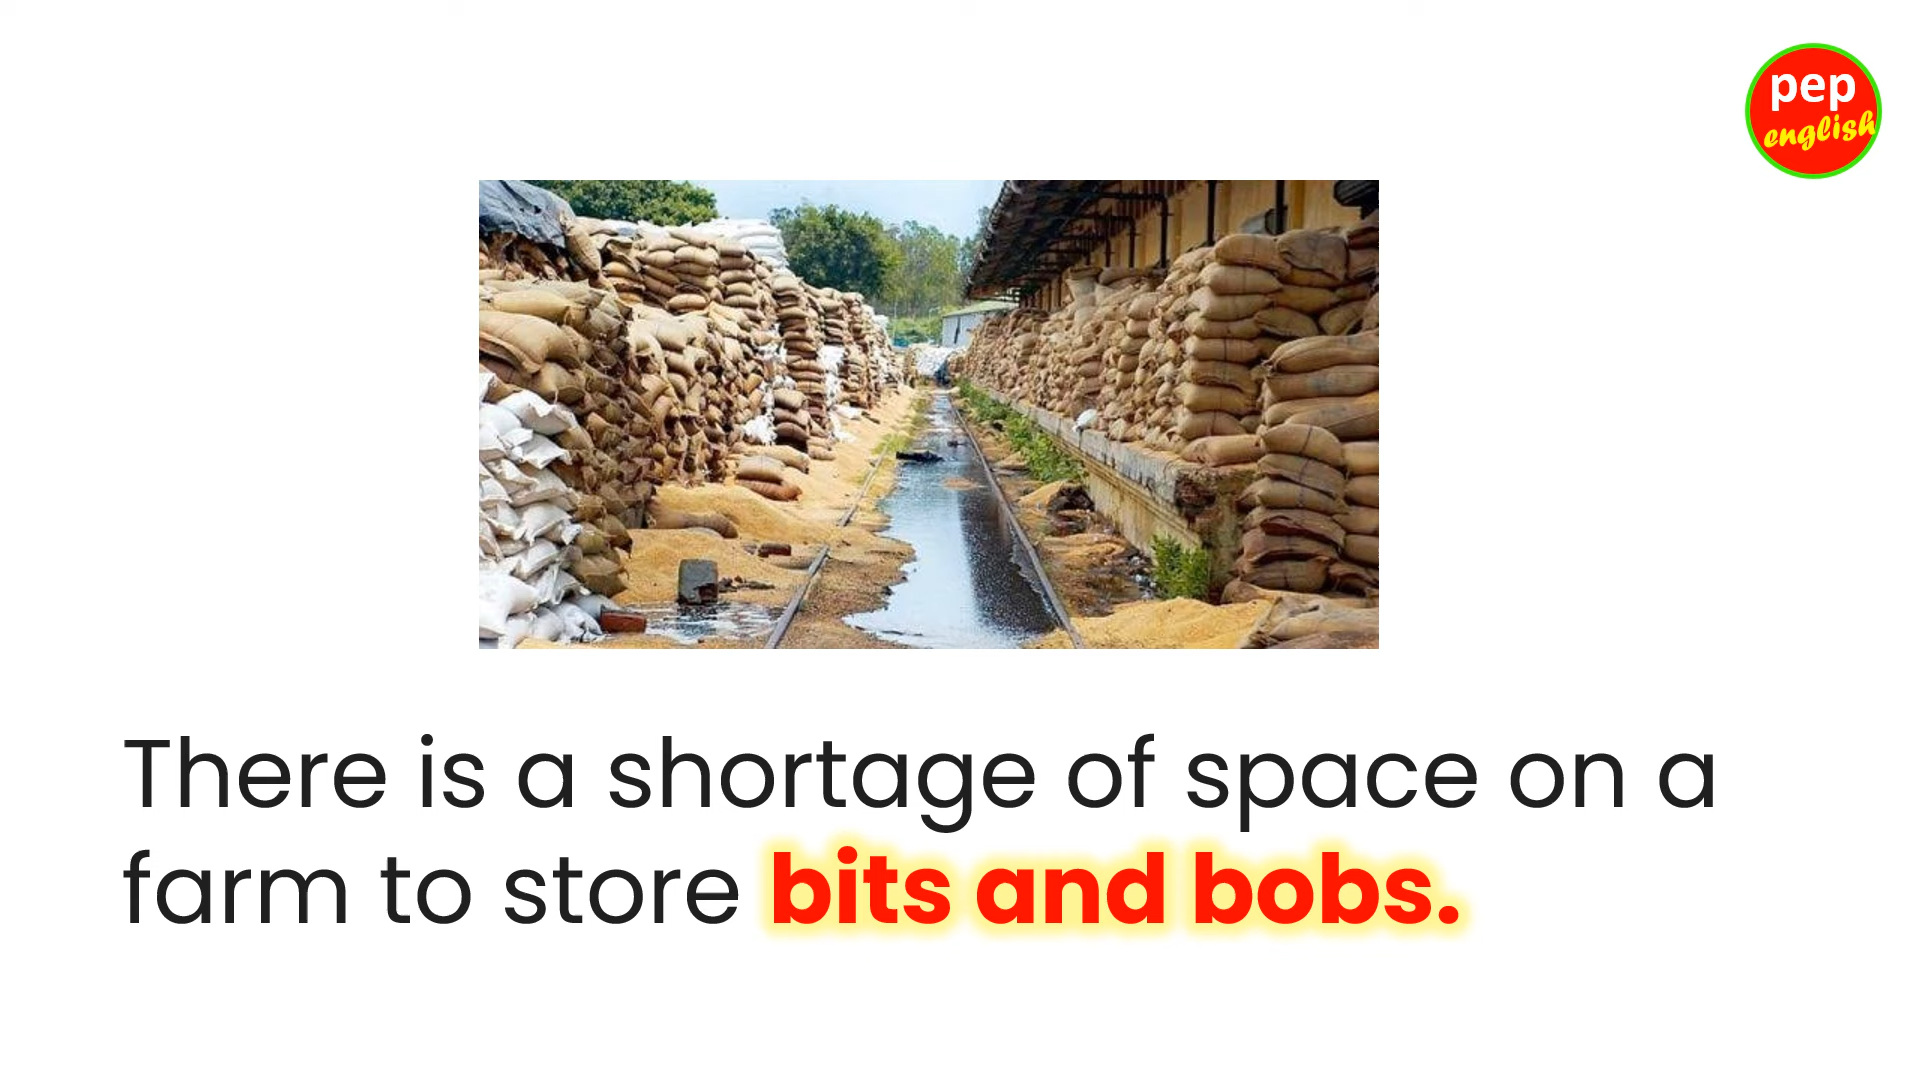 pep
english
There is a shortage of space on a
farm to store bits and bobs.